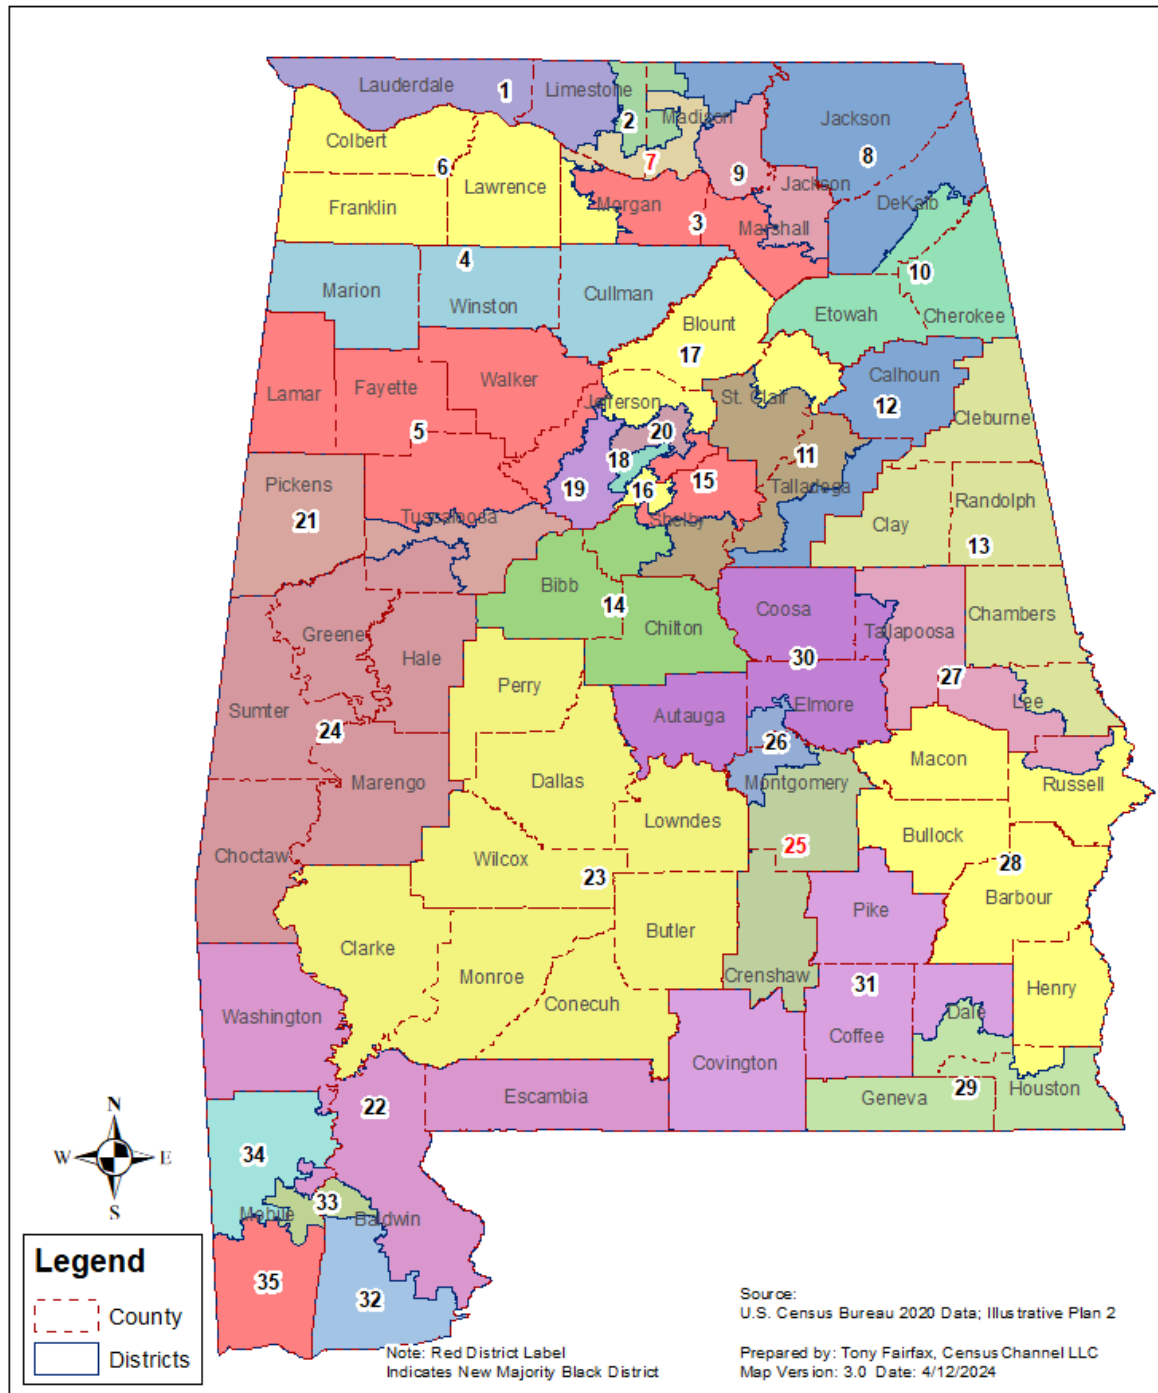 Lauderdale
1
Limestone
2
Madison
Jackson
8
Colbert
6
Lawrence
7
9
Jackson
Franklin
Morgan
3
Marshall
DeKalb
4
10
Marion
Winston
Cullman
Etowah
Cherokee
Blount
17
Lamar
Fayette
Walker
Jefferson
St. Clair
Calhoun
12
Cleburne
5
20
18
11
19
16
15
Talladega
Pickens
21
Tuscaloosa
Shelby
Clay
Randolph
13
Bibb
14
Chilton
Coosa
Tallapoosa
Chambers
Greene
Hale
Perry
30
27
Lee
Sumter
24
Autauga
Elmore
26
Marengo
Dallas
Montgomery
Macon
Russell
Lowndes
Bullock
Choctaw
Wilcox
23
25
28
Barbour
Clarke
Butler
Pike
Monroe
Conecuh
Crenshaw
31
Henry
Washington
Coffee
Dale
Covington
Escambia
22
Geneva
29
Houston
N
W E
S
34
33
Mobile
Baldwin
35
32
Legend
County
Districts
Note: Red District Label
Indicates New Majority Black District
Source:
U.S. Census Bureau 2020 Data; Illustrative Plan 2
Prepared by: Tony Fairfax, CensusChannel LLC
Map Version: 3.0 Date: 4/12/2024